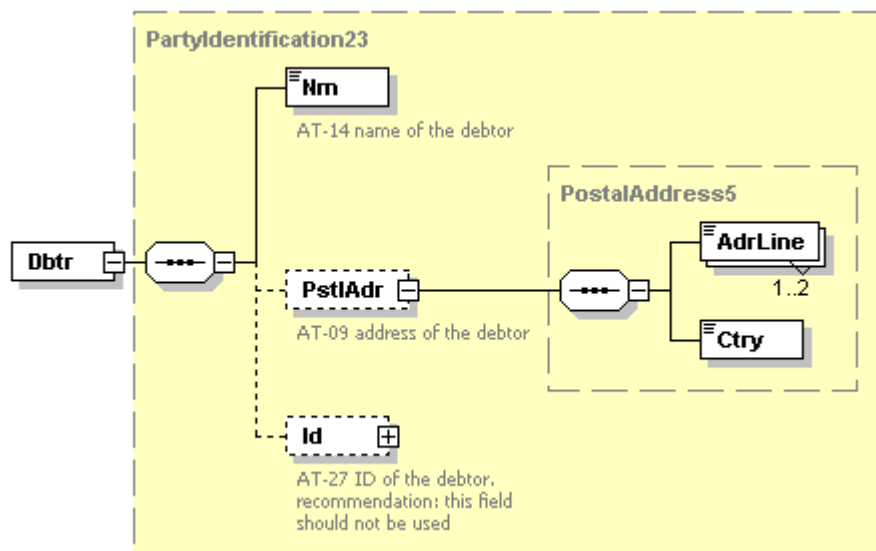 PartyIdentification23
Nm
AT-14 name of the debtor
PostalAddress5
AdrLine
1..2
Dbtr
PstlAdr
AT-09 address of the debtor
Ctry
Id
AT-27 ID of the debtor.
recommendation: this field
should not be used